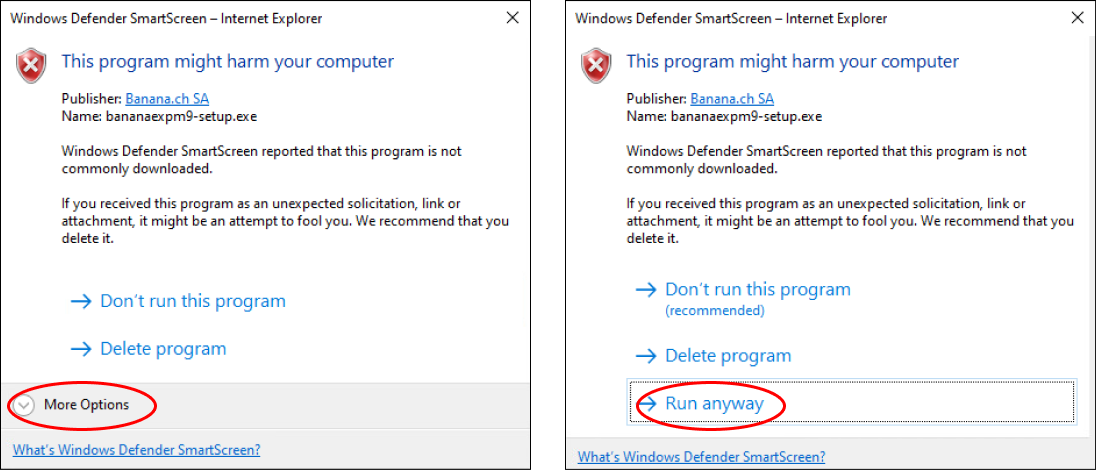 Windows Defender SmartScreen – Internet Explorer
This program might harm your computer
Publisher: Banana.ch SA
Name: bananaexpm9-setup.exe
Windows Defender SmartScreen reported that this program is not
commonly downloaded.
If you received this program as an unexpected solicitation, link or
attachment, it might be an attempt to fool you. We recommend that you
delete it.
Don't run this program
Delete program
More Options
What's Windows Defender SmartScreen?
Windows Defender SmartScreen – Internet Explorer
This program might harm your computer
Publisher: Banana.ch SA
Name: bananaexpm9-setup.exe
Windows Defender SmartScreen reported that this program is not
commonly downloaded.
If you received this program as an unexpected solicitation, link or
attachment, it might be an attempt to fool you. We recommend that you
delete it.
Don't run this program
(recommended)
Delete program
Run anyway
What's Windows Defender SmartScreen?